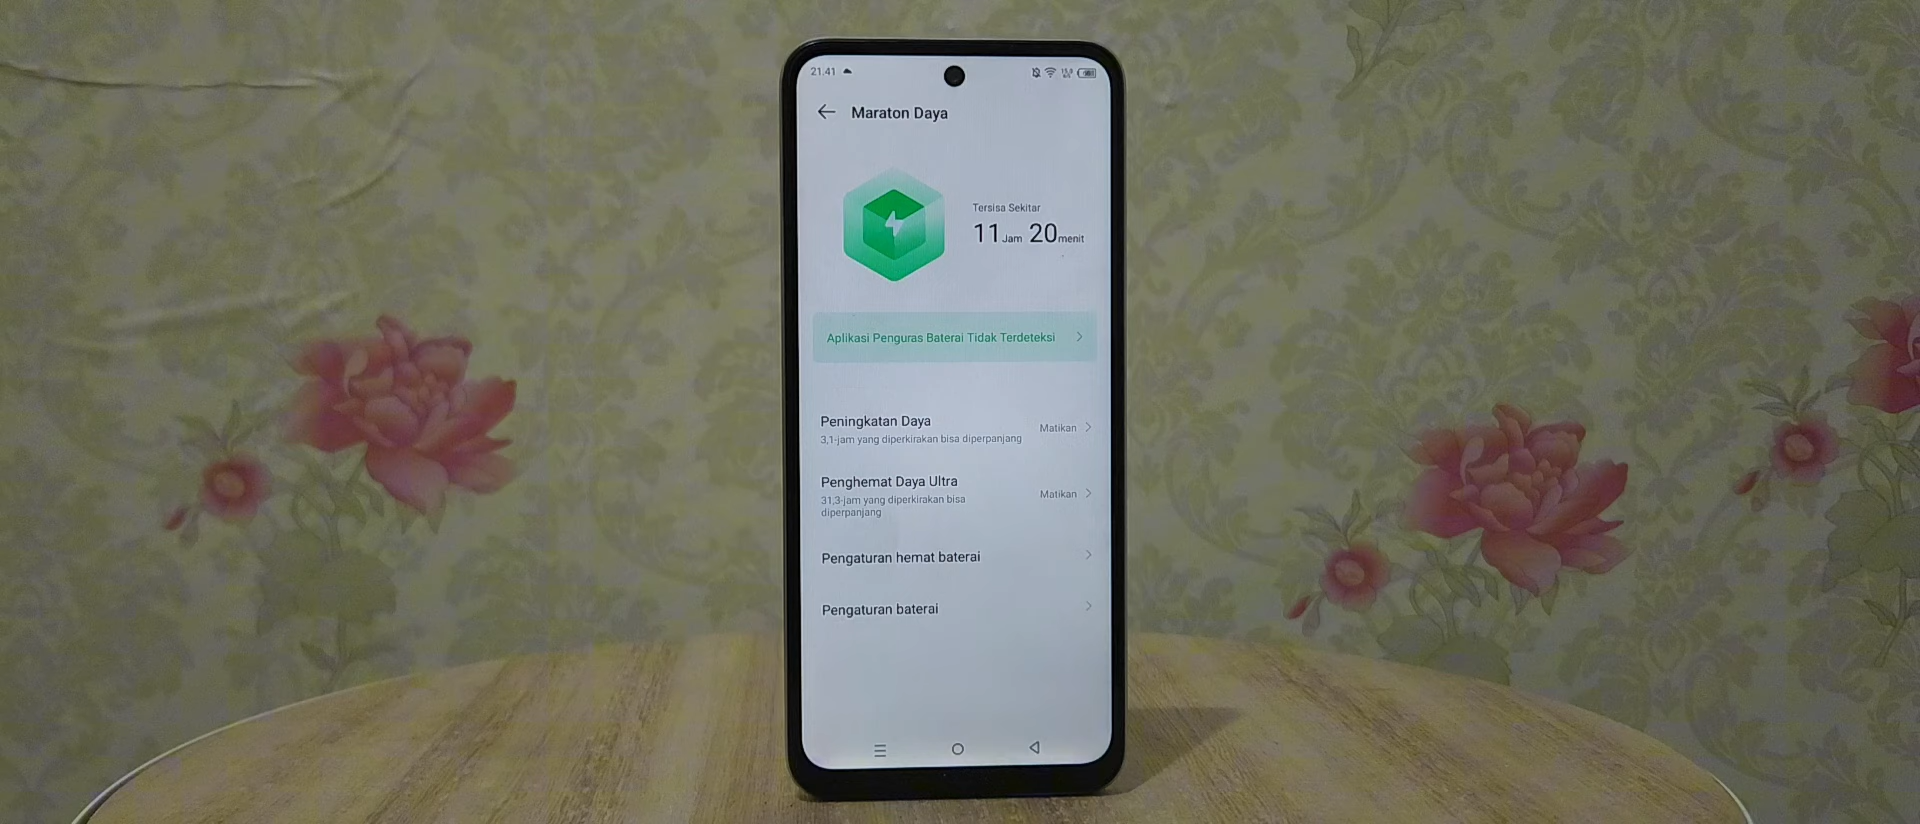 21.41
Maraton Daya
Tersisa Sekitar
11 Jam 20 menit
Aplikasi Penguras Baterai Tidak Terdeteksi
Peningkatan Daya
3,1-jam yang diperkirakan bisa diperpanjang
Matikan
Penghemat Daya Ultra
31,3-jam yang diperkirakan bisa
diperpanjang
Matikan
Pengaturan hemat baterai
Pengaturan baterai